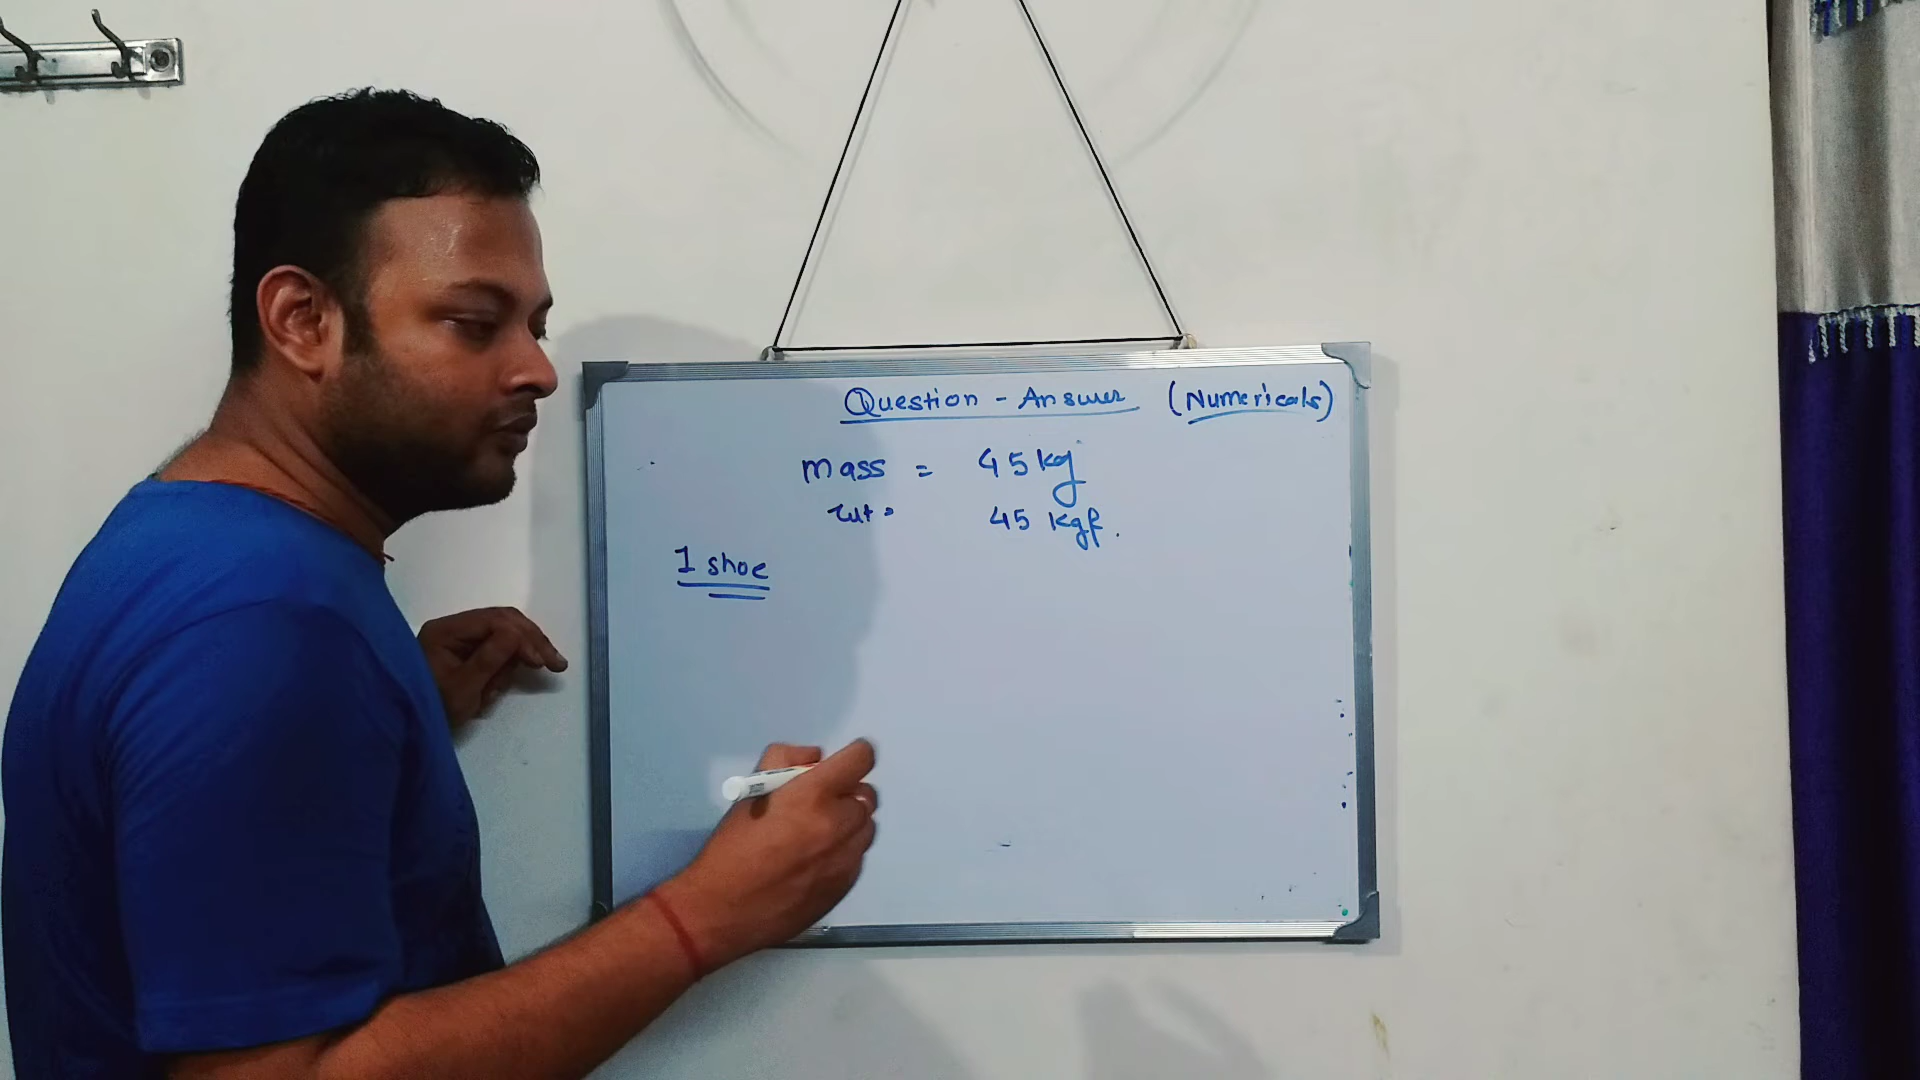 Question - Answer (Numericals)
mass = 45 kg
wt = 45 kgf.
1 shoe